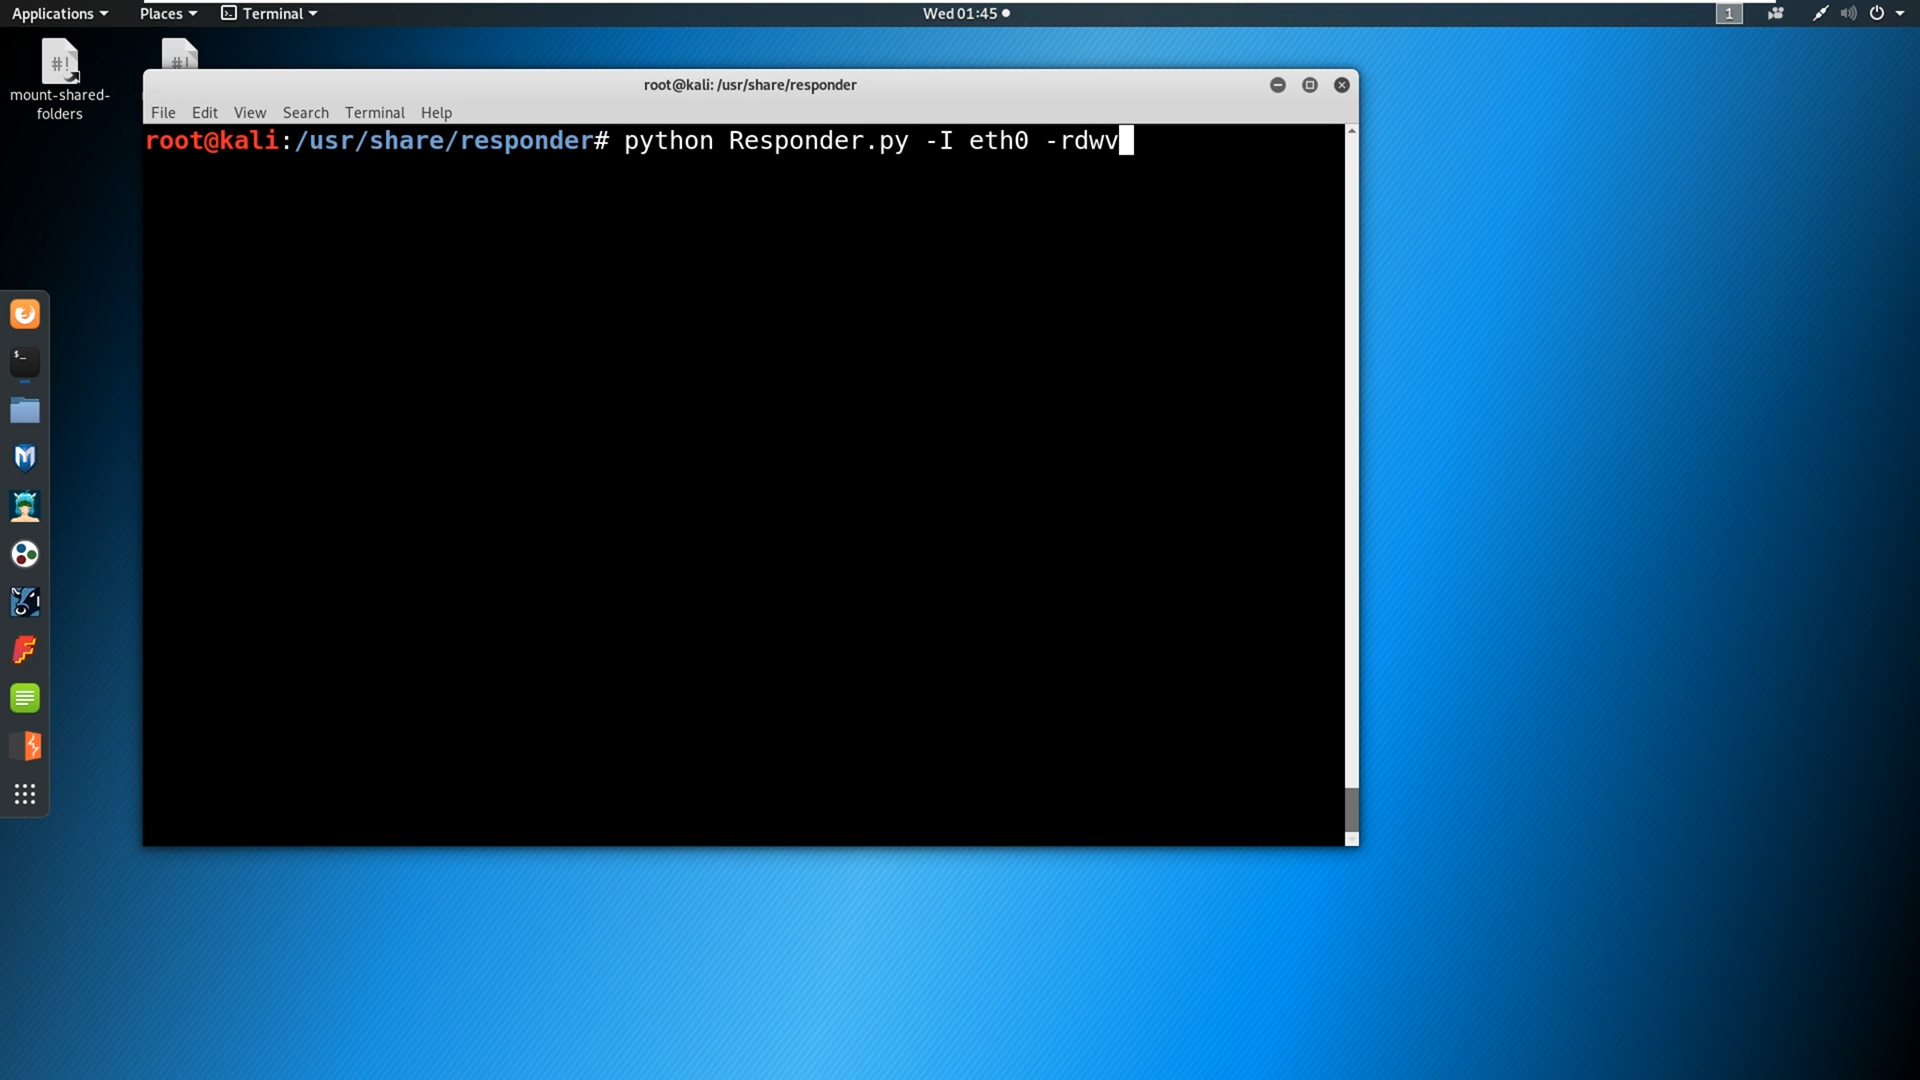 Applications Places Terminal Wed 01:45 1
#! #!
mount-shared-
folders
root@kali: /usr/share/responder
File Edit View Search Terminal Help
root@kali:/usr/share/responder# python Responder.py -I eth0 -rdwv
$_